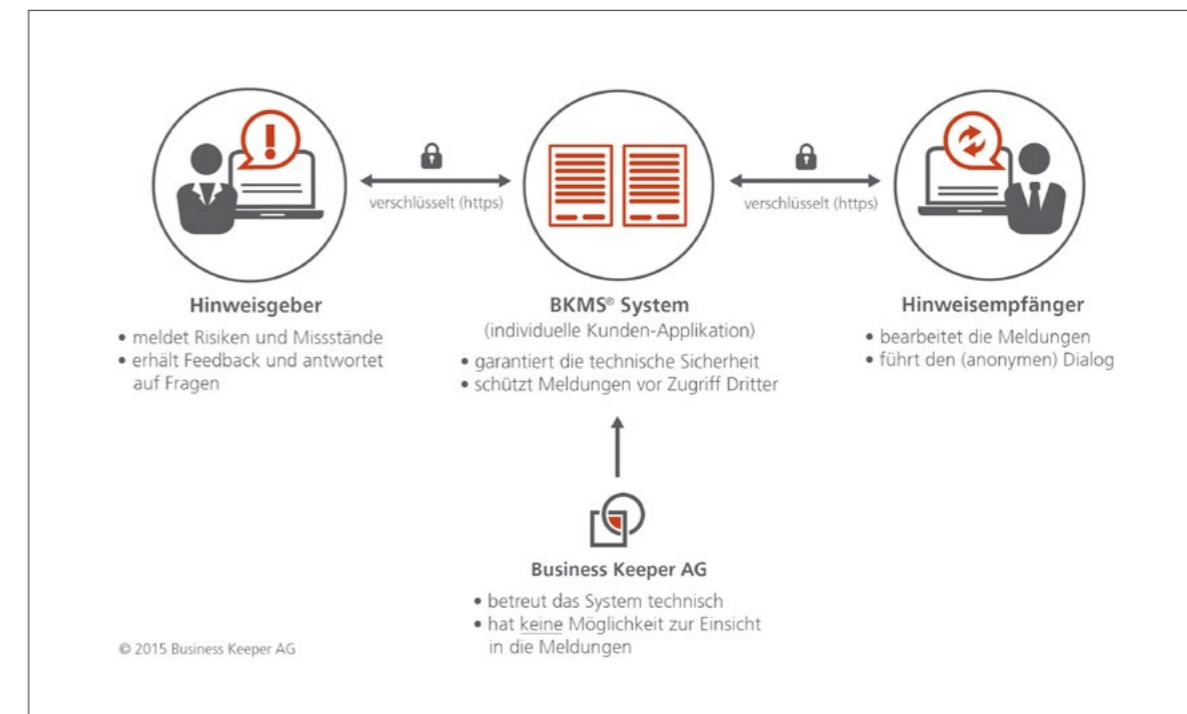 verschlüsselt (https)
verschlüsselt (https)
Hinweisgeber
• meldet Risiken und Missstände
• erhält Feedback und antwortet
auf Fragen
BKMS® System
(individuelle Kunden-Applikation)
• garantiert die technische Sicherheit
• schützt Meldungen vor Zugriff Dritter
Hinweisempfänger
• bearbeitet die Meldungen
• führt den (anonymen) Dialog
Business Keeper AG
• betreut das System technisch
• hat keine Möglichkeit zur Einsicht
in die Meldungen
© 2015 Business Keeper AG